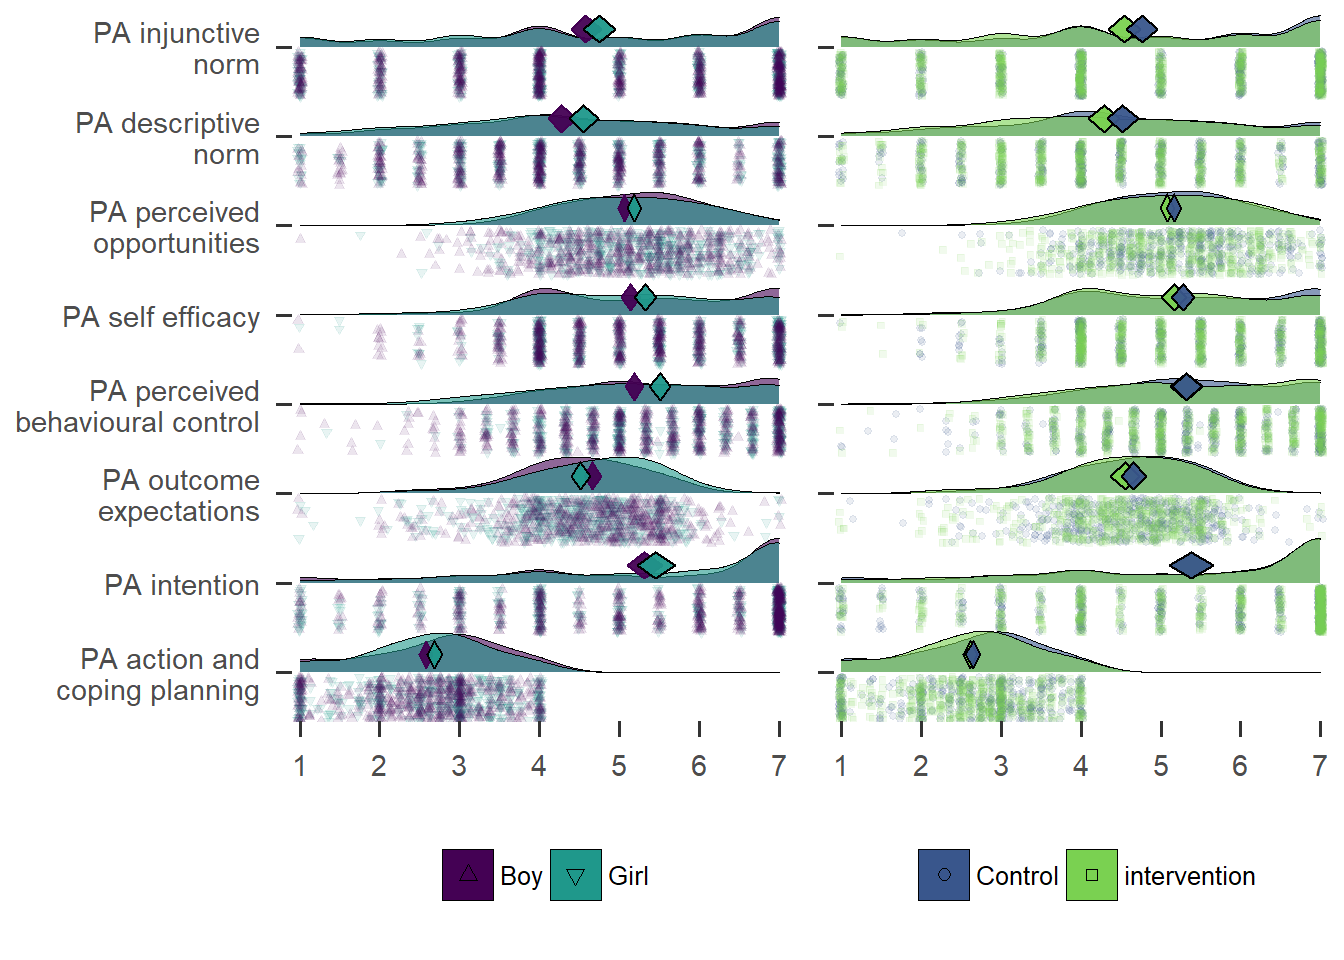 PA injunctive
norm
PA descriptive
norm
PA perceived
opportunities
PA self efficacy
PA perceived
behavioural control
PA outcome
expectations
PA intention
PA action and
coping planning
1 2 3 4 5 6 7
1 2 3 4 5 6 7
Boy Girl
Control intervention